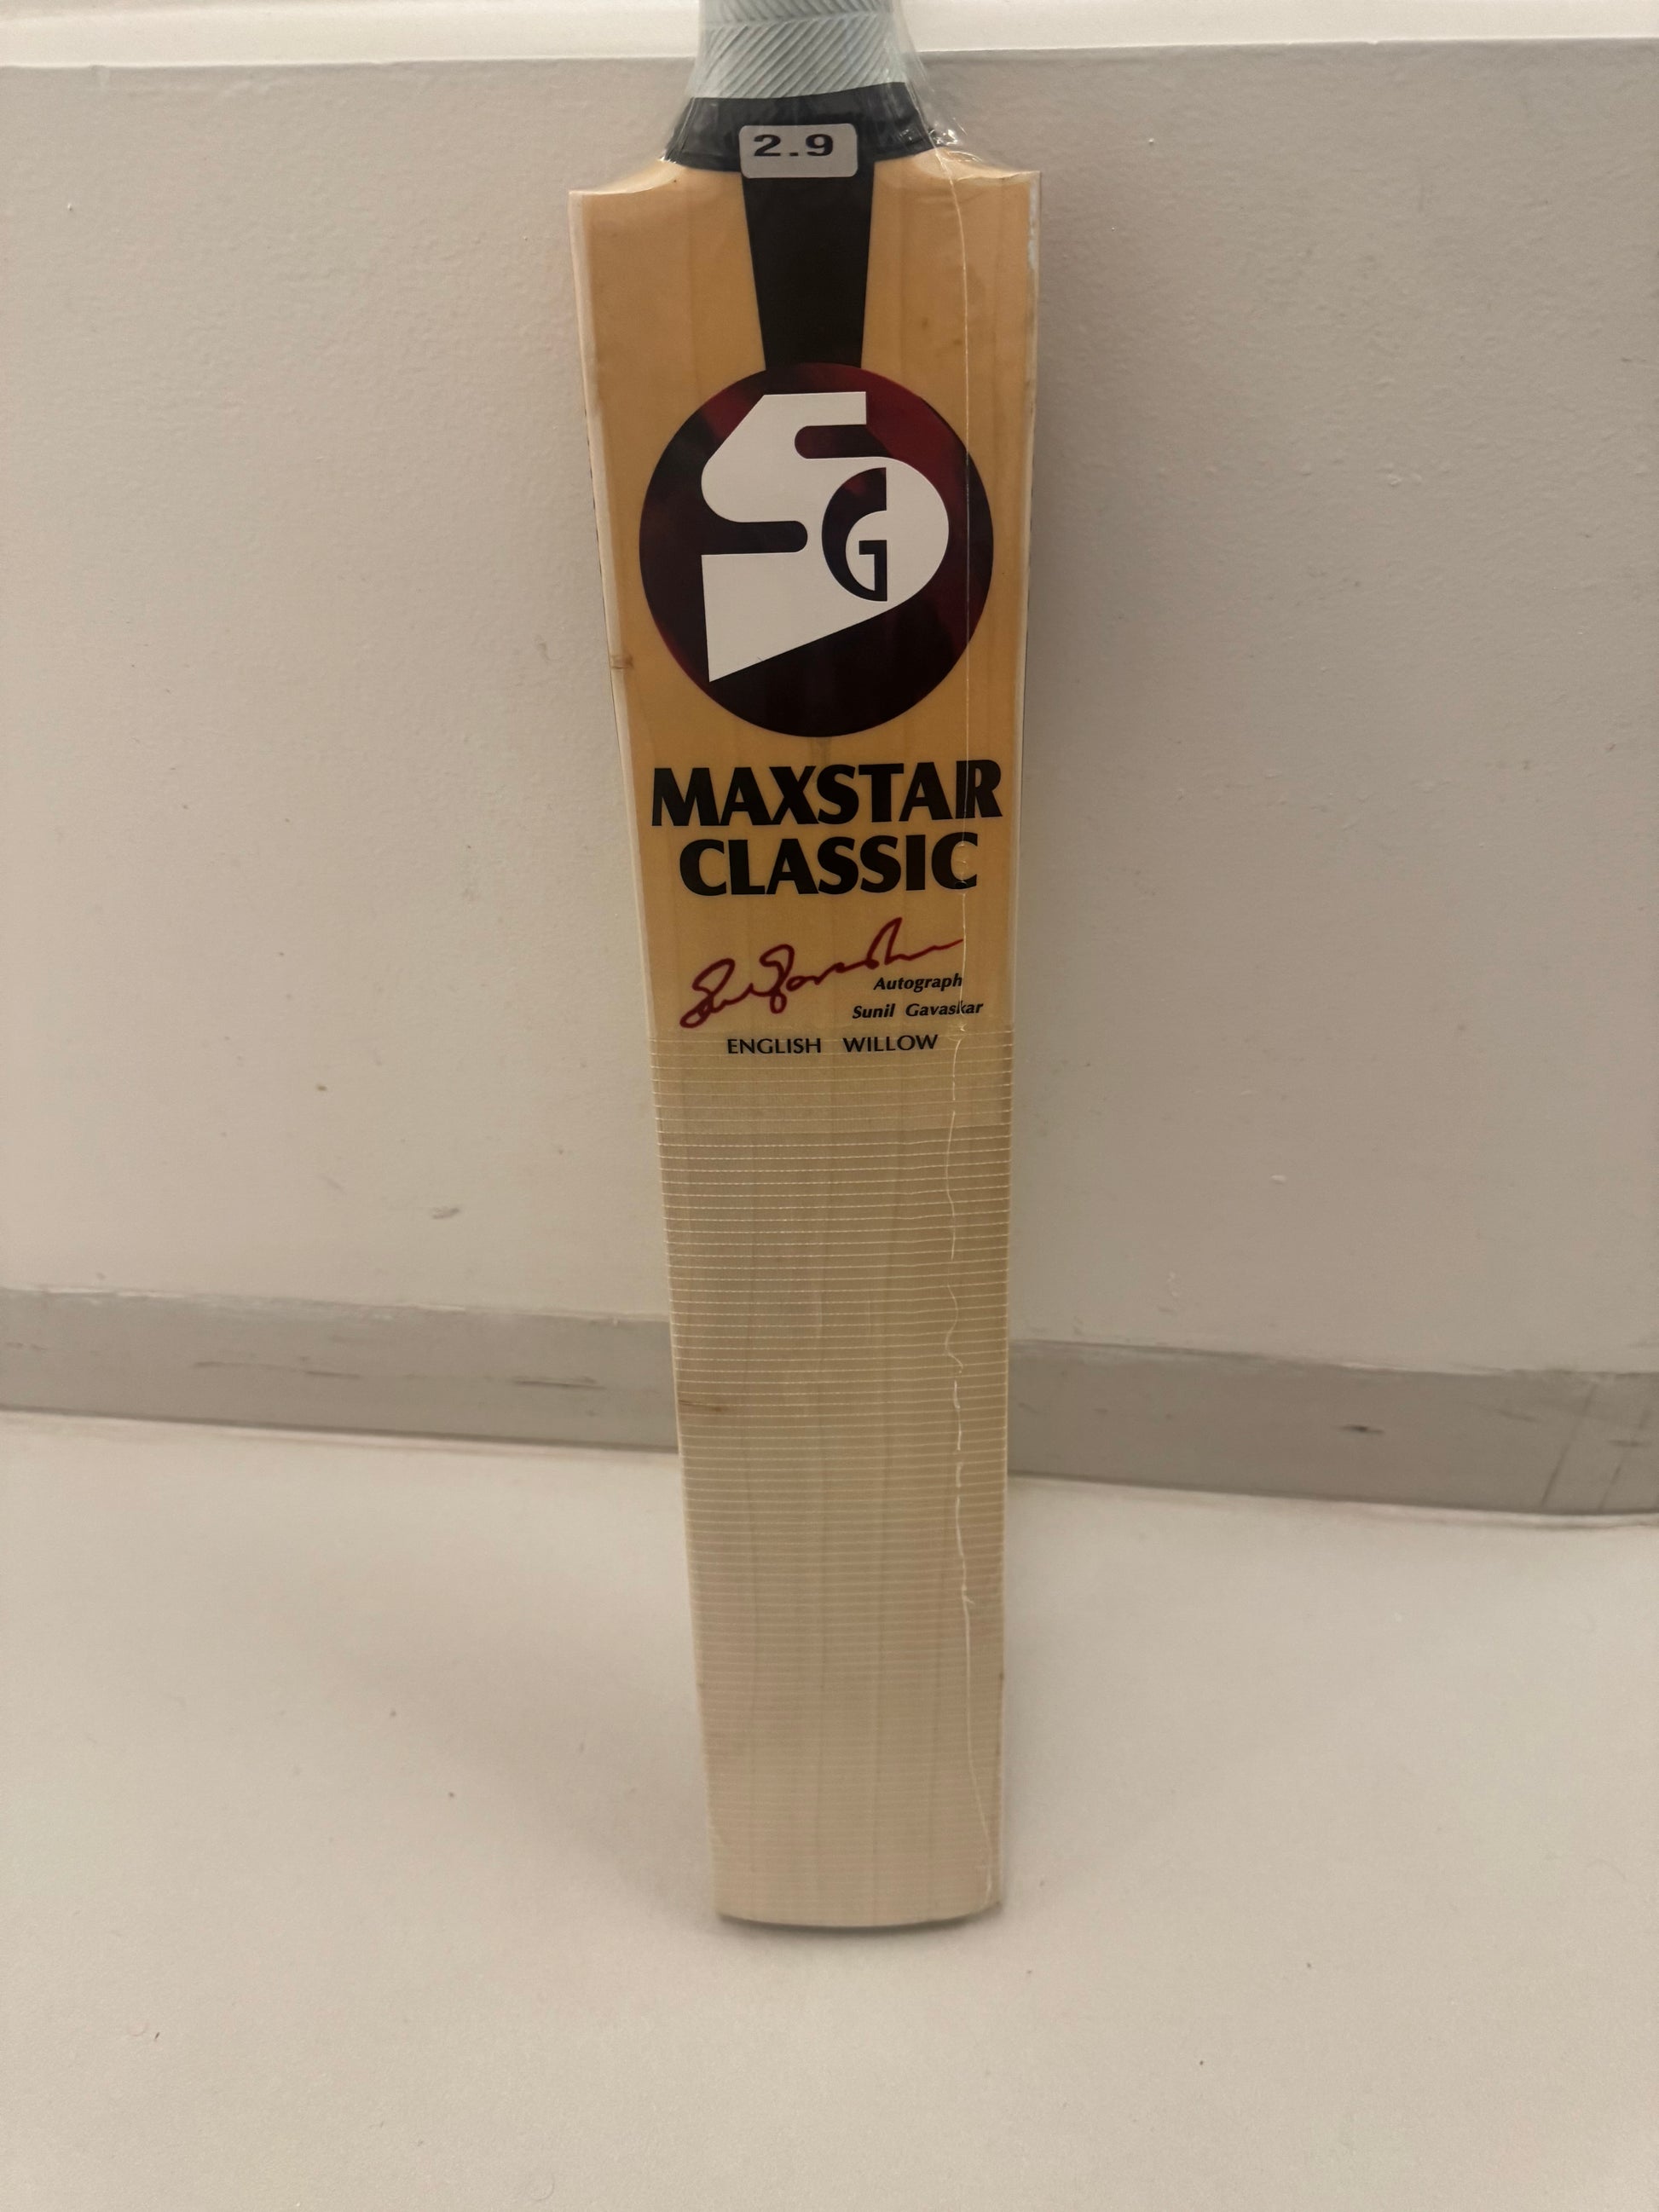 2.9
SG
MAXSTAR
CLASSIC
Autograph
Sunil Gavaskar
ENGLISH WILLOW